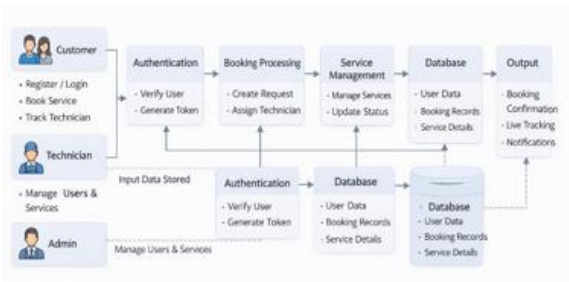 Customer
• Register / Login
• Book Service
• Track Technician
Technician
• Manage Users &
Services
Admin
Authentication
- Verify User
- Generate Token
Booking Processing
- Create Request
- Assign Technician
Service
Management
- Manage Services
- Update Status
Database
- User Data
- Booking Records
- Service Details
Output
- Booking
Confirmation
- Live Tracking
- Notifications
Input Data Stored
Manage Users & Services
Authentication
- Verify User
- Generate Token
Database
- User Data
- Booking Records
- Service Details
- Database
- User Data
- Booking Records
- Service Details